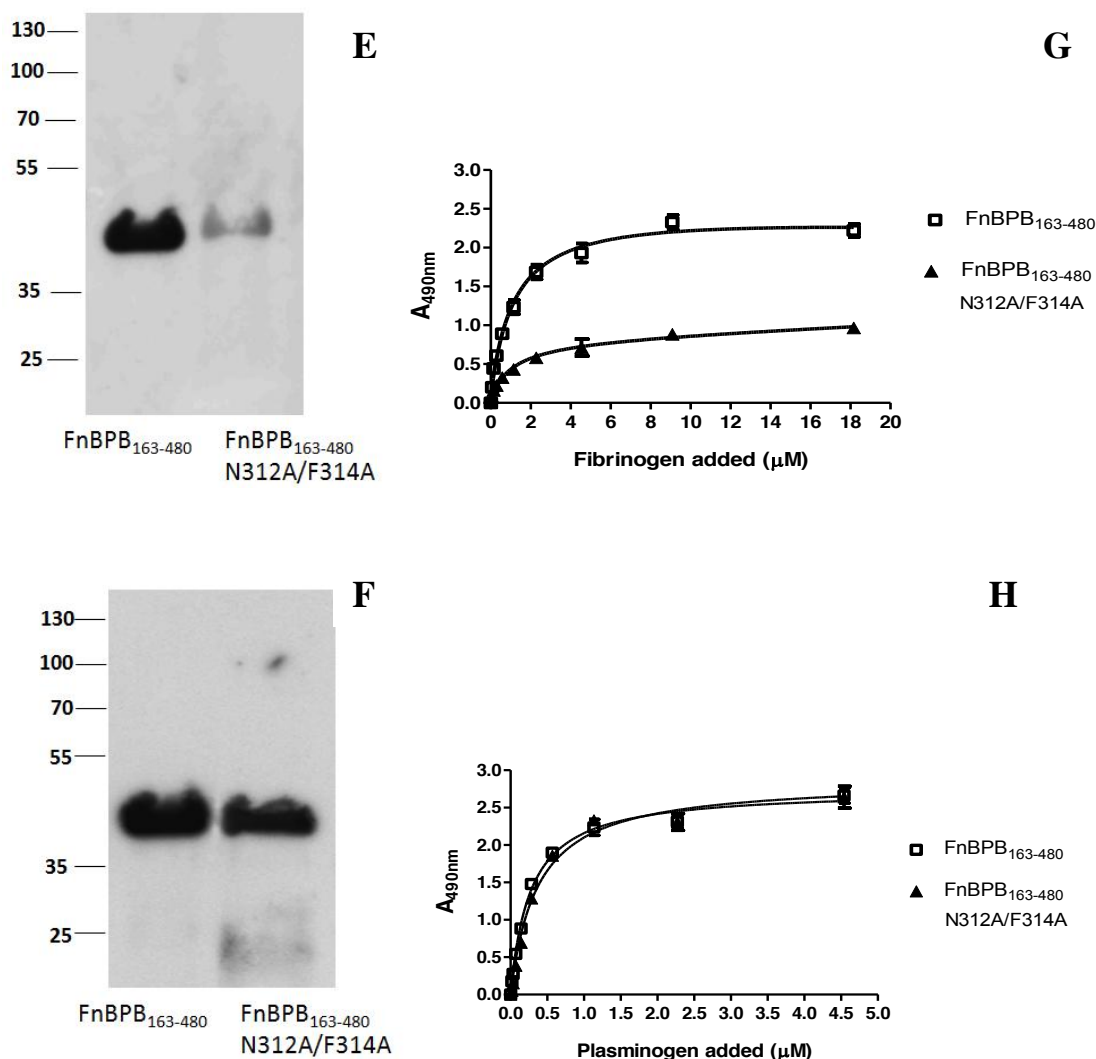 E
130
100
70
55
35
25
FnBPB163-480
FnBPB163-480
N312A/F314A
G
3.0
2.5
2.0
1.5
1.0
0.5
0.0
A490nm
0 2 4 6 8 10 12 14 16 18 20
Fibrinogen added (μM)
FnBPB163-480
FnBPB163-480
N312A/F314A
F
130
100
70
55
35
25
FnBPB163-480
FnBPB163-480
N312A/F314A
H
3.0
2.5
2.0
1.5
1.0
0.5
0.0
A490nm
0.0 0.5 1.0 1.5 2.0 2.5 3.0 3.5 4.0 4.5 5.0
Plasminogen added (μM)
FnBPB163-480
FnBPB163-480
N312A/F314A